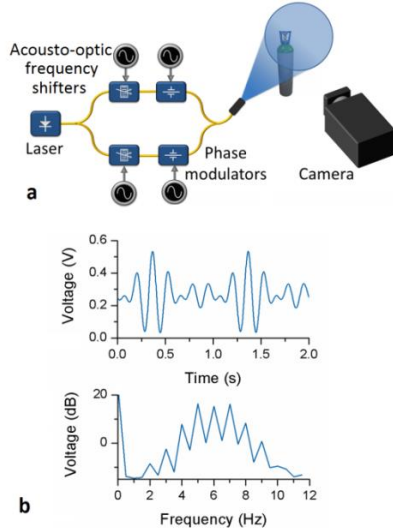 Acousto-optic
frequency
shifters
Laser
Phase
modulators
Camera
a
Voltage (V)
0.6
0.4
0.2
0.0
0.0 0.5 1.0 1.5 2.0
Time (s)
Voltage (dB)
20
0
0 2 4 6 8 10 12
Frequency (Hz)
b